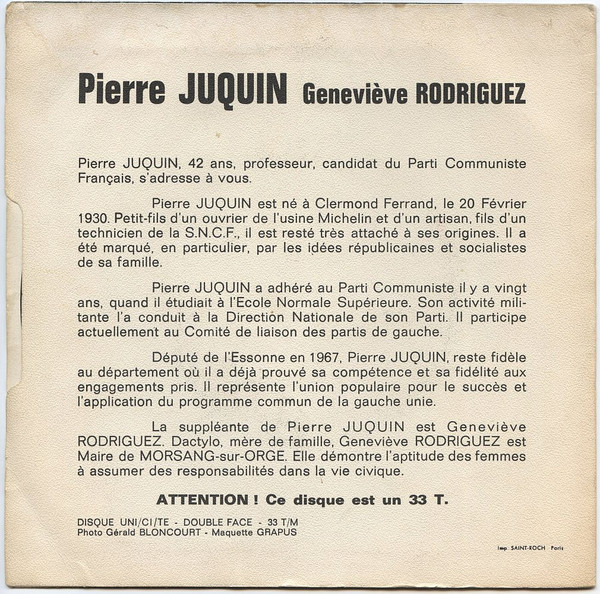 Pierre JUQUIN Geneviève RODRIGUEZ
Pierre JUQUIN, 42 ans, professeur, candidat du Parti Communiste
Français, s'adresse à vous.
Pierre JUQUIN est né à Clermond Ferrand, le 20 Février
1930. Petit-fils d'un ouvrier de l'usine Michelin et d'un artisan, fils d'un
technicien de la S.N.C.F., il est resté très attaché à ses origines. Il a
été marqué, en particulier, par les idées républicaines et socialistes
de sa famille.
Pierre JUQUIN a adhéré au Parti Communiste il y a vingt
ans, quand il étudiait à l'Ecole Normale Supérieure. Son activité mili-
tante l'a conduit à la Direction Nationale de son Parti. Il participe
actuellement au Comité de liaison des partis de gauche.
Député de l'Essonne en 1967, Pierre JUQUIN, reste fidèle
au département où il a déjà prouvé sa compétence et sa fidélité aux
engagements pris. Il représente l'union populaire pour le succès et
l'application du programme commun de la gauche unie.
La suppléante de Pierre JUQUIN est Geneviève
RODRIGUEZ. Dactylo, mère de famille, Geneviève RODRIGUEZ est
Maire de MORSANG-sur-ORGE. Elle démontre l'aptitude des femmes
à assumer des responsabilités dans la vie civique.
ATTENTION ! Ce disque est un 33 T.
DISQUE UNI/CI/TE - DOUBLE FACE - 33 T/M
Photo Gérald BLONCOURT - Maquette GRAPUS
Imp. SAINT-ROCH Paris